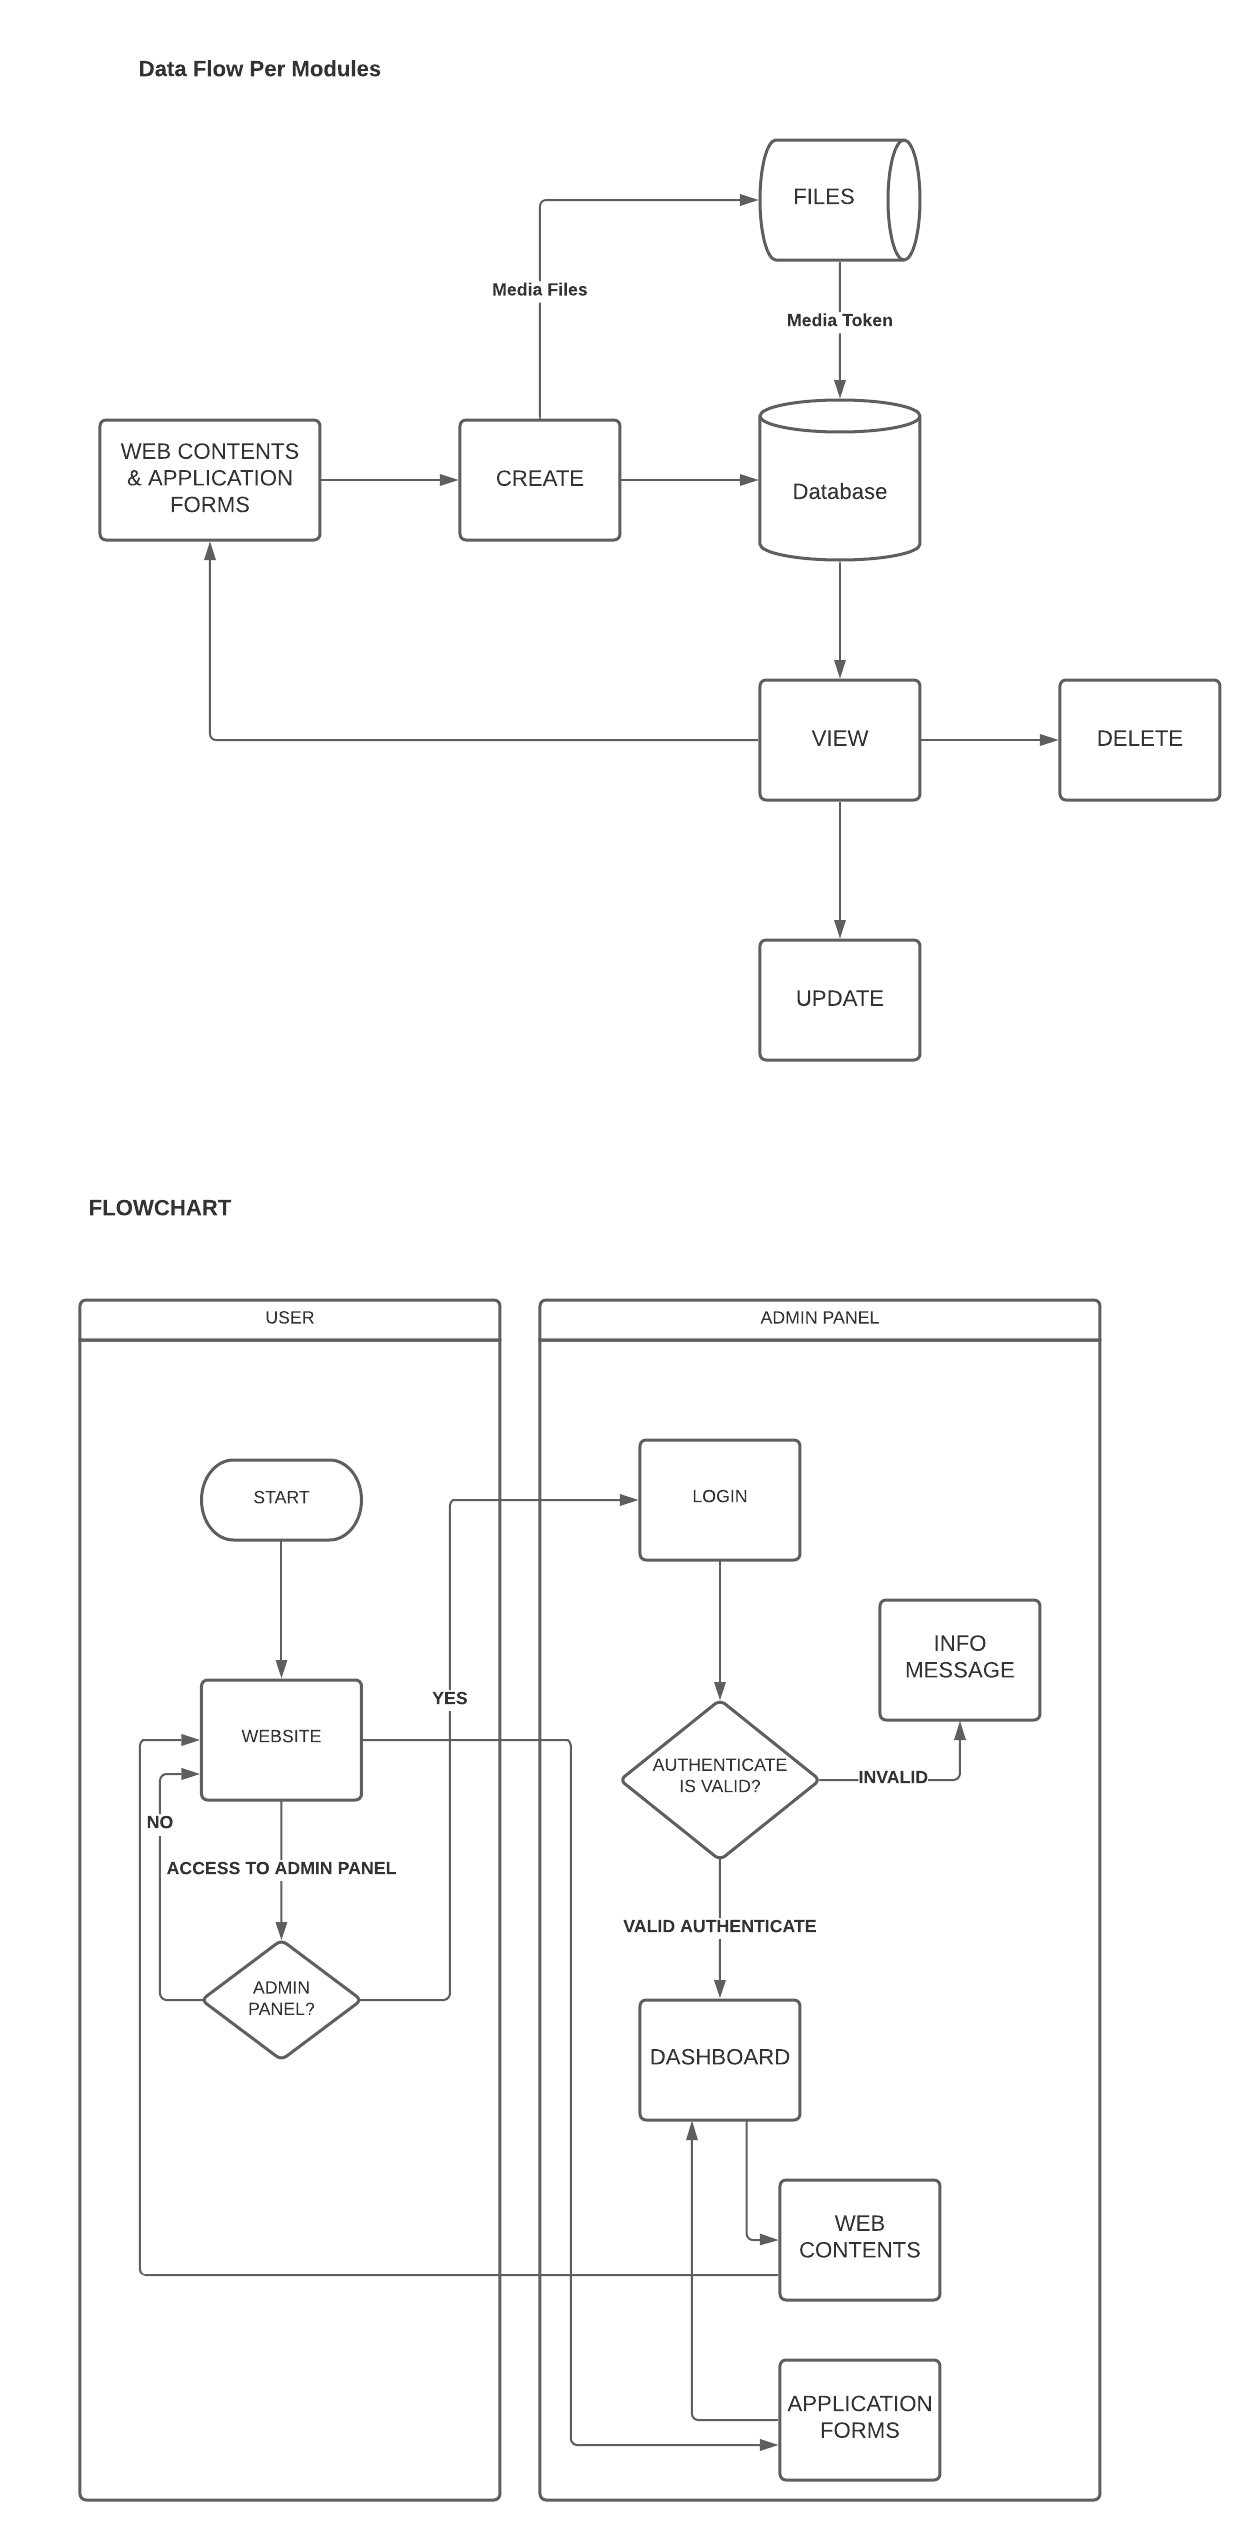 Data Flow Per Modules
FILES
Media Files
Media Token
WEB CONTENTS
& APPLICATION
FORMS
CREATE
Database
VIEW
DELETE
UPDATE
FLOWCHART
USER
START
WEBSITE
YES
NO
ACCESS TO ADMIN PANEL
ADMIN
PANEL?
ADMIN PANEL
LOGIN
INFO
MESSAGE
AUTHENTICATE
IS VALID?
INVALID
VALID AUTHENTICATE
DASHBOARD
WEB
CONTENTS
APPLICATION
FORMS